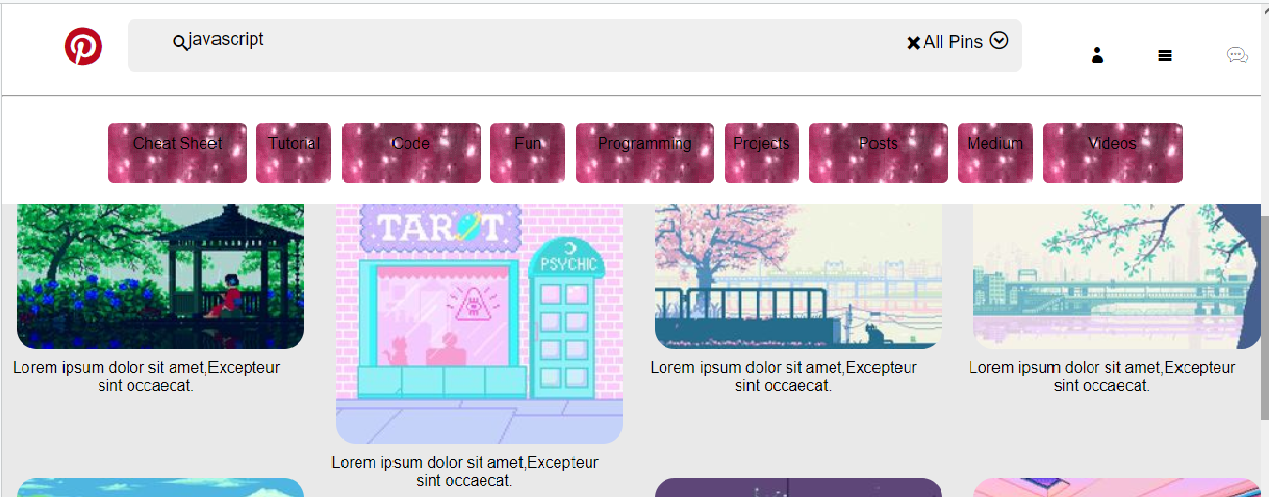 javascript
All Pins
Cheat Sheet Tutorial Code Fun Programming Projects Posts Medium Videos
TAROT
PSYCHIC
Lorem ipsum dolor sit amet,Excepteur
sint occaecat.
Lorem ipsum dolor sit amet,Excepteur
sint occaecat.
Lorem ipsum dolor sit amet,Excepteur
sint occaecat.
Lorem ipsum dolor sit amet,Excepteur
sint occaecat.